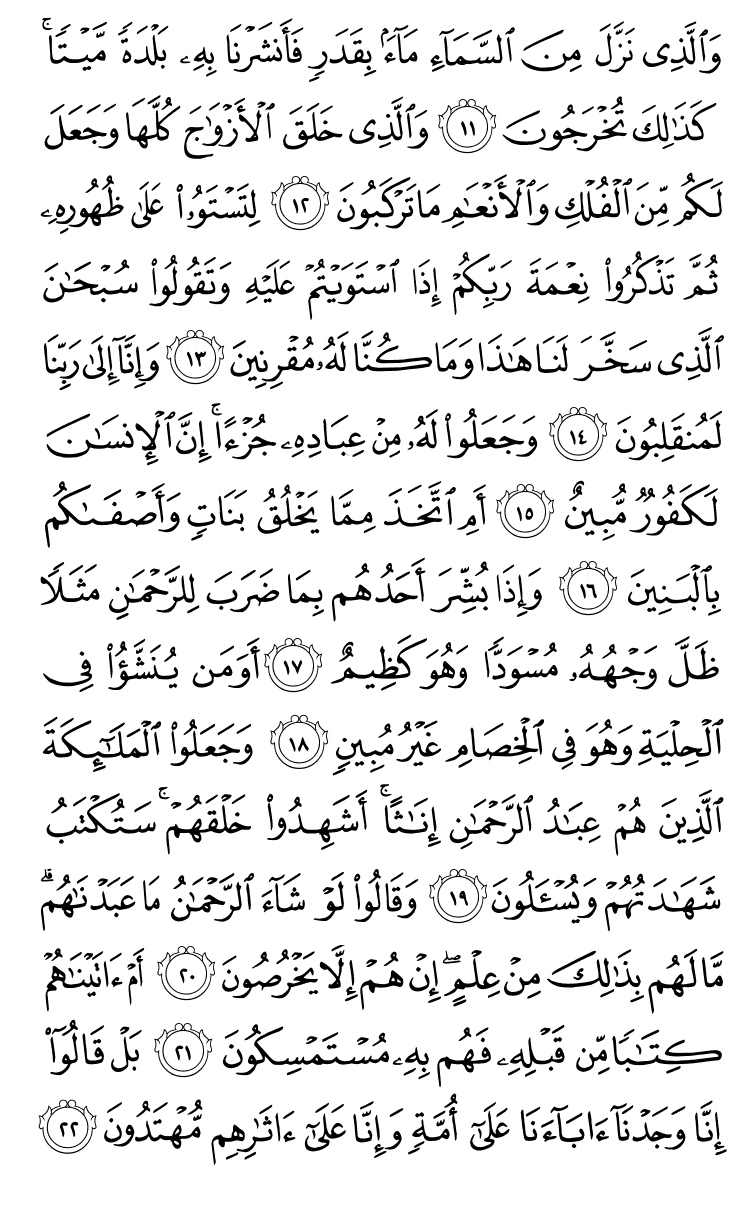 وَٱلَّذِى نَزَّلَ مِنَ ٱلسَّمَآءِ مَآءًۢ بِقَدَرٍ فَأَنشَرْنَا بِهِۦ بَلْدَةً مَّيْتًا ۚ
كَذَٰلِكَ تُخْرَجُونَ ١١ وَٱلَّذِى خَلَقَ ٱلْأَزْوَٰجَ كُلَّهَا وَجَعَلَ
لَكُم مِّنَ ٱلْفُلْكِ وَٱلْأَنْعَٰمِ مَا تَرْكَبُونَ ١٢ لِتَسْتَوُۥا۟ عَلَىٰ ظُهُورِهِۦ
ثُمَّ تَذْكُرُوا۟ نِعْمَةَ رَبِّكُمْ إِذَا ٱسْتَوَيْتُمْ عَلَيْهِ وَتَقُولُوا۟ سُبْحَٰنَ
ٱلَّذِى سَخَّرَ لَنَا هَٰذَا وَمَا كُنَّا لَهُۥ مُقْرِنِينَ ١٣ وَإِنَّآ إِلَىٰ رَبِّنَا
لَمُنقَلِبُونَ ١٤ وَجَعَلُوا۟ لَهُۥ مِنْ عِبَادِهِۦ جُزْءًا ۚ إِنَّ ٱلْإِنسَٰنَ
لَكَفُورٌ مُّبِينٌ ١٥ أَمِ ٱتَّخَذَ مِمَّا يَخْلُقُ بَنَاتٍ وَأَصْفَىٰكُم
بِٱلْبَنِينَ ١٦ وَإِذَا بُشِّرَ أَحَدُهُم بِمَا ضَرَبَ لِلرَّحْمَٰنِ مَثَلًا
ظَلَّ وَجْهُهُۥ مُسْوَدًّا وَهُوَ كَظِيمٌ ١٧ أَوَمَن يُنَشَّؤُا۟ فِى
ٱلْحِلْيَةِ وَهُوَ فِى ٱلْخِصَامِ غَيْرُ مُبِينٍ ١٨ وَجَعَلُوا۟ ٱلْمَلَٰٓئِكَةَ
ٱلَّذِينَ هُمْ عِبَٰدُ ٱلرَّحْمَٰنِ إِنَٰثًا ۚ أَشَهِدُوا۟ خَلْقَهُمْ ۚ سَتُكْتَبُ
شَهَٰدَتُهُمْ وَيُسْـَٔلُونَ ١٩ وَقَالُوا۟ لَوْ شَآءَ ٱلرَّحْمَٰنُ مَا عَبَدْنَٰهُم ۗ
مَّا لَهُم بِذَٰلِكَ مِنْ عِلْمٍ ۖ إِنْ هُمْ إِلَّا يَخْرُصُونَ ٢٠ أَمْ ءَاتَيْنَٰهُمْ
كِتَٰبًا مِّن قَبْلِهِۦ فَهُم بِهِۦ مُسْتَمْسِكُونَ ٢١ بَلْ قَالُوٓا۟
إِنَّا وَجَدْنَآ ءَابَآءَنَا عَلَىٰٓ أُمَّةٍ وَإِنَّا عَلَىٰٓ ءَاثَٰرِهِم مُّهْتَدُونَ ٢٢